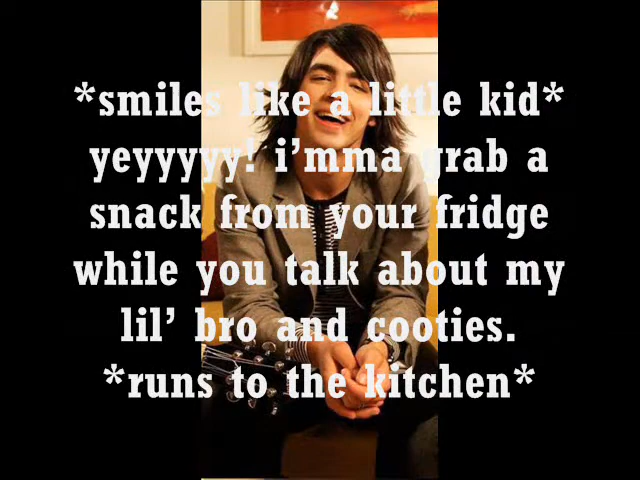 *smiles like a little kid*
yeyyyyy! i'mma grab a
snack from your fridge
while you talk about my
lil' bro and cooties.
*runs to the kitchen*